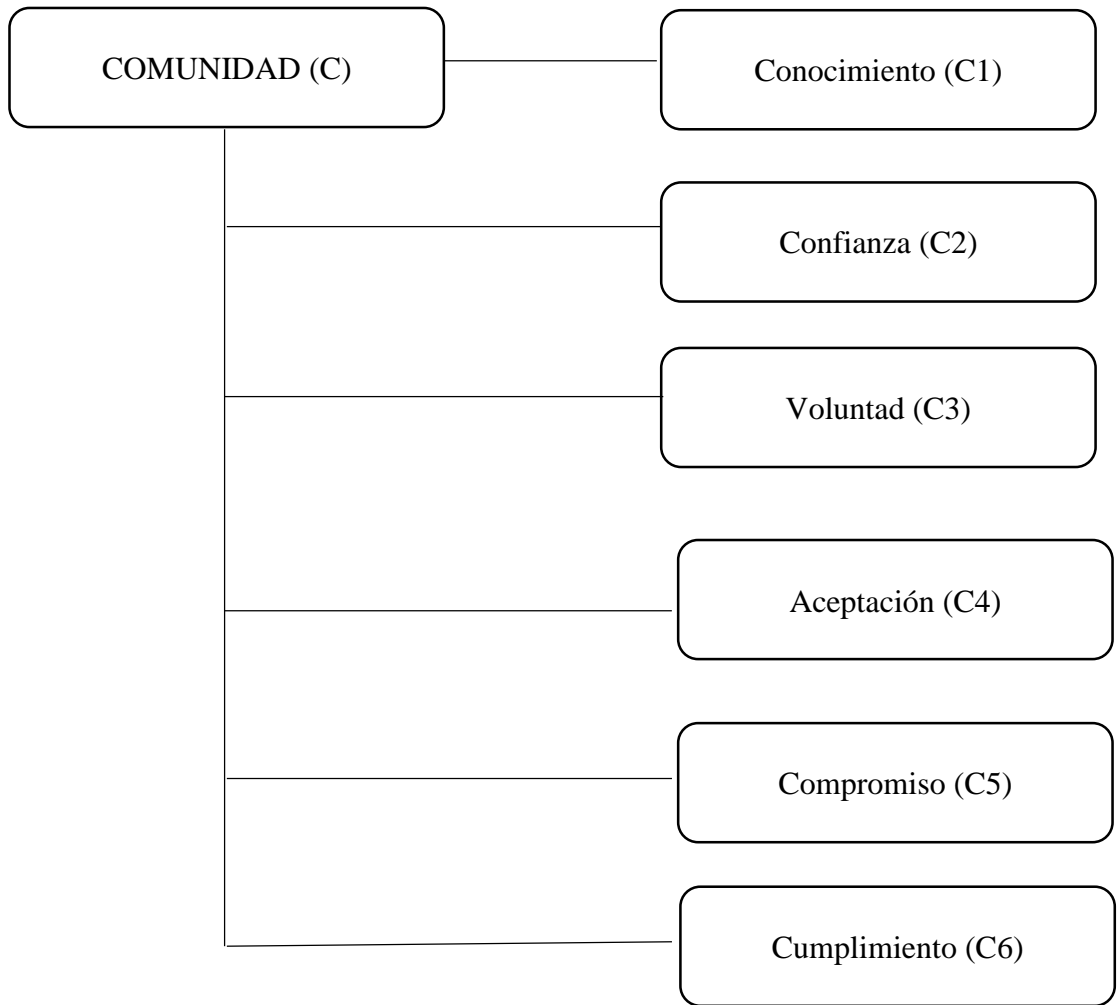 COMUNIDAD (C)
Conocimiento (C1)
Confianza (C2)
Voluntad (C3)
Aceptación (C4)
Compromiso (C5)
Cumplimiento (C6)